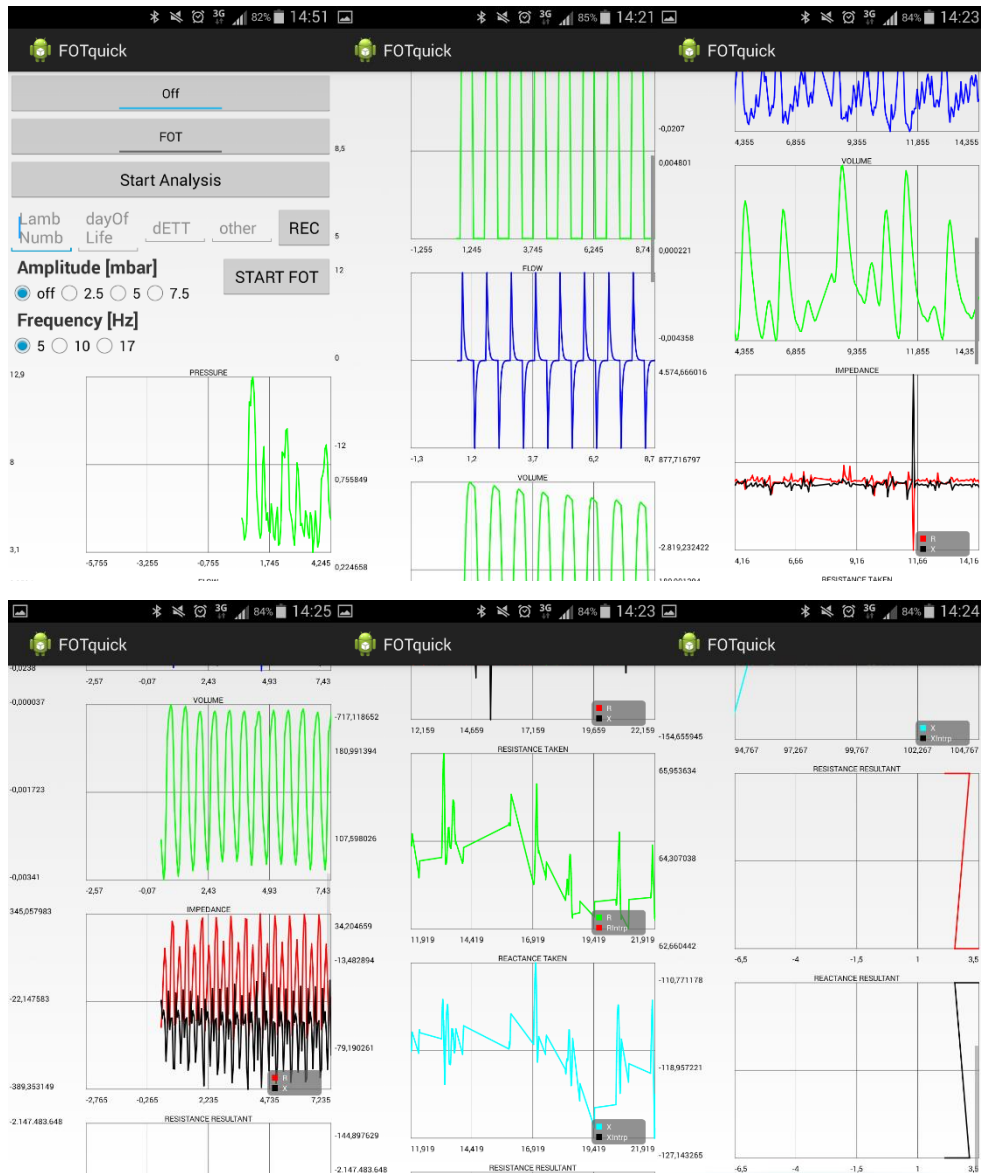 3G 82% 14:51
FOTquick
Off
FOT
8,5
Start Analysis
Lamb Numb
dayOf Life
dETT
other
REC
5
Amplitude [mbar]
off 2.5 5 7.5
START FOT
12
Frequency [Hz]
5 10 17
0
PRESSURE
12,9
8
3,1
-12
0,755849
0,224658
-5,755 -3,255 -0,755 1,745 4,245
FLOW
3G 85% 14:21
FOTquick
-0,0207
0,004801
0,000221
-1,255 1,245 3,745 6,245 8,74
FLOW
-0,004358
4.574,666016
877,716797
-1,3 1,2 3,7 6,2 8,7
VOLUME
-2.819,232422
3G 84% 14:23
FOTquick
4,355 6,855 9,355 11,855 14,355
VOLUME
4,355 6,855 9,355 11,855 14,35
IMPEDANCE
R
X
4,16 6,66 9,16 11,66 14,16
RESISTANCE TAKEN
3G 84% 14:25
FOTquick
-0,0238
-2,57 -0,07 2,43 4,93 7,43
-0,000037
VOLUME
-717,118652
180,991394
-0,001723
107,598026
-0,00341
-2,57 -0,07 2,43 4,93 7,43
345,057983
IMPEDANCE
34,204659
-13,482894
-22,147583
-79,190261
-389,353149
R
X
-2,765 -0,265 2,235 4,735 7,235
-2.147.483.648
RESISTANCE RESULTANT
-144,897629
-2.147.483.648
3G 84% 14:23
FOTquick
R
X
12,159 14,659 17,159 19,659 22,159
-154,655945
RESISTANCE TAKEN
65,953634
64,307038
R
RIntrp
52,660442
11,919 14,419 16,919 19,419 21,919
REACTANCE TAKEN
-110,771178
-118,957221
X
XIntrp
-127,143265
11,919 14,419 16,919 19,419 21,919
RESISTANCE RESULTANT
3G 84% 14:24
FOTquick
X
XIntrp
94,767 97,267 99,767 102,267 104,767
RESISTANCE RESULTANT
-6,5 -4 -1,5 1 3,5
REACTANCE RESULTANT
-6,5 -4 -1,5 1 3,5